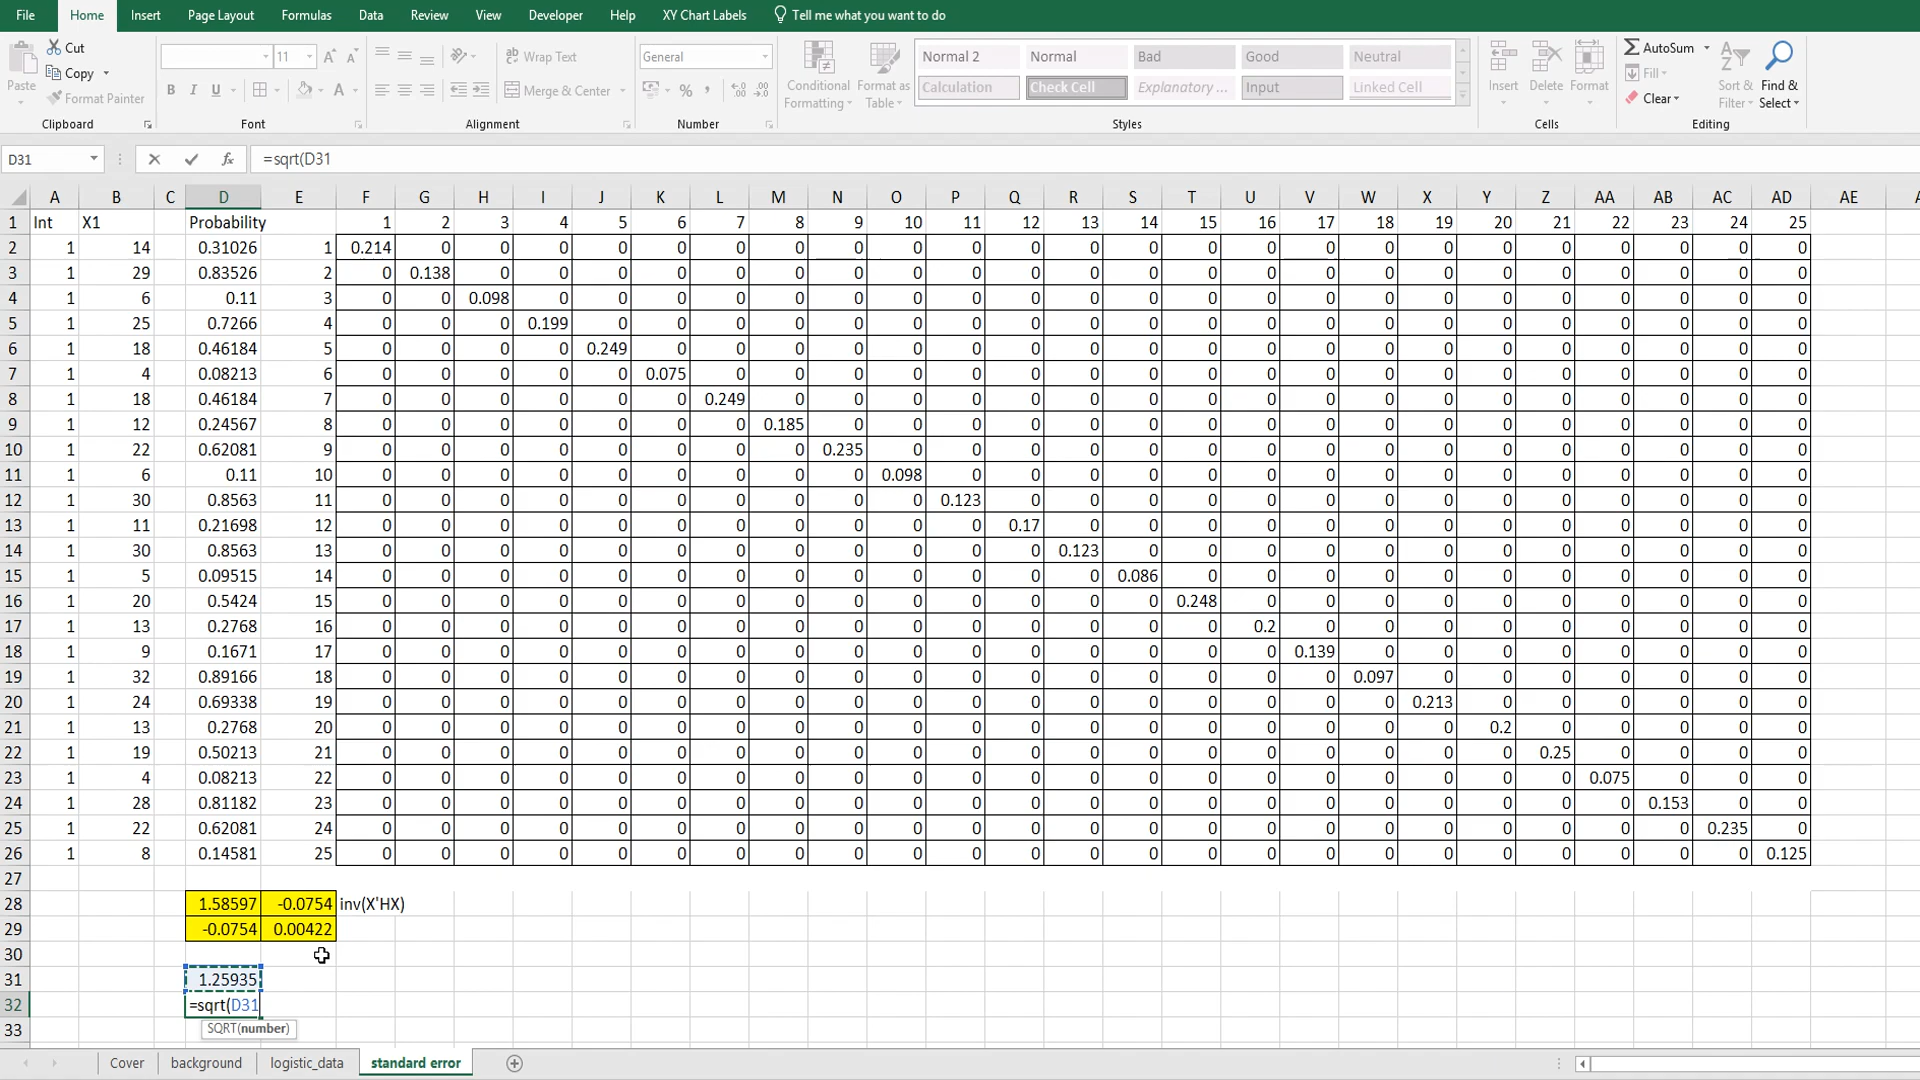 File Home Insert Page Layout Formulas Data Review View Developer Help XY Chart Labels Tell me what you want to do
Paste Cut Copy Format Painter Clipboard
11 B I U Font
Wrap Text Merge & Center Alignment
General % , Number
Conditional Formatting Format as Table
Normal 2 Normal Bad Good Neutral
Calculation Check Cell Explanatory ... Input Linked Cell
Styles
Insert Delete Format Cells
AutoSum Fill Clear Sort & Filter Find & Select Editing
D31 fx =sqrt(D31
A B C D E F G H I J K L M N O P Q R S T U V W X Y Z AA AB AC AD AE
1 Int X1 Probability 1 2 3 4 5 6 7 8 9 10 11 12 13 14 15 16 17 18 19 20 21 22 23 24 25
2 1 14 0.31026 1 0.214 0 0 0 0 0 0 0 0 0 0 0 0 0 0 0 0 0 0 0 0 0 0 0 0
3 1 29 0.83526 2 0 0.138 0 0 0 0 0 0 0 0 0 0 0 0 0 0 0 0 0 0 0 0 0 0 0
4 1 6 0.11 3 0 0 0.098 0 0 0 0 0 0 0 0 0 0 0 0 0 0 0 0 0 0 0 0 0 0
5 1 25 0.7266 4 0 0 0 0.199 0 0 0 0 0 0 0 0 0 0 0 0 0 0 0 0 0 0 0 0 0
6 1 18 0.46184 5 0 0 0 0 0.249 0 0 0 0 0 0 0 0 0 0 0 0 0 0 0 0 0 0 0 0
7 1 4 0.08213 6 0 0 0 0 0 0.075 0 0 0 0 0 0 0 0 0 0 0 0 0 0 0 0 0 0 0
8 1 18 0.46184 7 0 0 0 0 0 0 0.249 0 0 0 0 0 0 0 0 0 0 0 0 0 0 0 0 0 0
9 1 12 0.24567 8 0 0 0 0 0 0 0 0.185 0 0 0 0 0 0 0 0 0 0 0 0 0 0 0 0 0
10 1 22 0.62081 9 0 0 0 0 0 0 0 0 0.235 0 0 0 0 0 0 0 0 0 0 0 0 0 0 0 0
11 1 6 0.11 10 0 0 0 0 0 0 0 0 0 0.098 0 0 0 0 0 0 0 0 0 0 0 0 0 0 0
12 1 30 0.8563 11 0 0 0 0 0 0 0 0 0 0 0.123 0 0 0 0 0 0 0 0 0 0 0 0 0 0
13 1 11 0.21698 12 0 0 0 0 0 0 0 0 0 0 0 0.17 0 0 0 0 0 0 0 0 0 0 0 0 0
14 1 30 0.8563 13 0 0 0 0 0 0 0 0 0 0 0 0 0.123 0 0 0 0 0 0 0 0 0 0 0 0
15 1 5 0.09515 14 0 0 0 0 0 0 0 0 0 0 0 0 0 0.086 0 0 0 0 0 0 0 0 0 0 0
16 1 20 0.5424 15 0 0 0 0 0 0 0 0 0 0 0 0 0 0 0.248 0 0 0 0 0 0 0 0 0 0
17 1 13 0.2768 16 0 0 0 0 0 0 0 0 0 0 0 0 0 0 0 0.2 0 0 0 0 0 0 0 0 0
18 1 9 0.1671 17 0 0 0 0 0 0 0 0 0 0 0 0 0 0 0 0 0.139 0 0 0 0 0 0 0 0
19 1 32 0.89166 18 0 0 0 0 0 0 0 0 0 0 0 0 0 0 0 0 0 0.097 0 0 0 0 0 0 0
20 1 24 0.69338 19 0 0 0 0 0 0 0 0 0 0 0 0 0 0 0 0 0 0 0.213 0 0 0 0 0 0
21 1 13 0.2768 20 0 0 0 0 0 0 0 0 0 0 0 0 0 0 0 0 0 0 0 0.2 0 0 0 0 0
22 1 19 0.50213 21 0 0 0 0 0 0 0 0 0 0 0 0 0 0 0 0 0 0 0 0 0.25 0 0 0 0
23 1 4 0.08213 22 0 0 0 0 0 0 0 0 0 0 0 0 0 0 0 0 0 0 0 0 0 0.075 0 0 0
24 1 28 0.81182 23 0 0 0 0 0 0 0 0 0 0 0 0 0 0 0 0 0 0 0 0 0 0 0.153 0 0
25 1 22 0.62081 24 0 0 0 0 0 0 0 0 0 0 0 0 0 0 0 0 0 0 0 0 0 0 0 0.235 0
26 1 8 0.14581 25 0 0 0 0 0 0 0 0 0 0 0 0 0 0 0 0 0 0 0 0 0 0 0 0 0.125
27
28 1.58597 -0.0754 inv(X'HX)
29 -0.0754 0.00422
30
31 1.25935
32 =sqrt(D31
33 SQRT(number)
Cover background logistic_data standard error